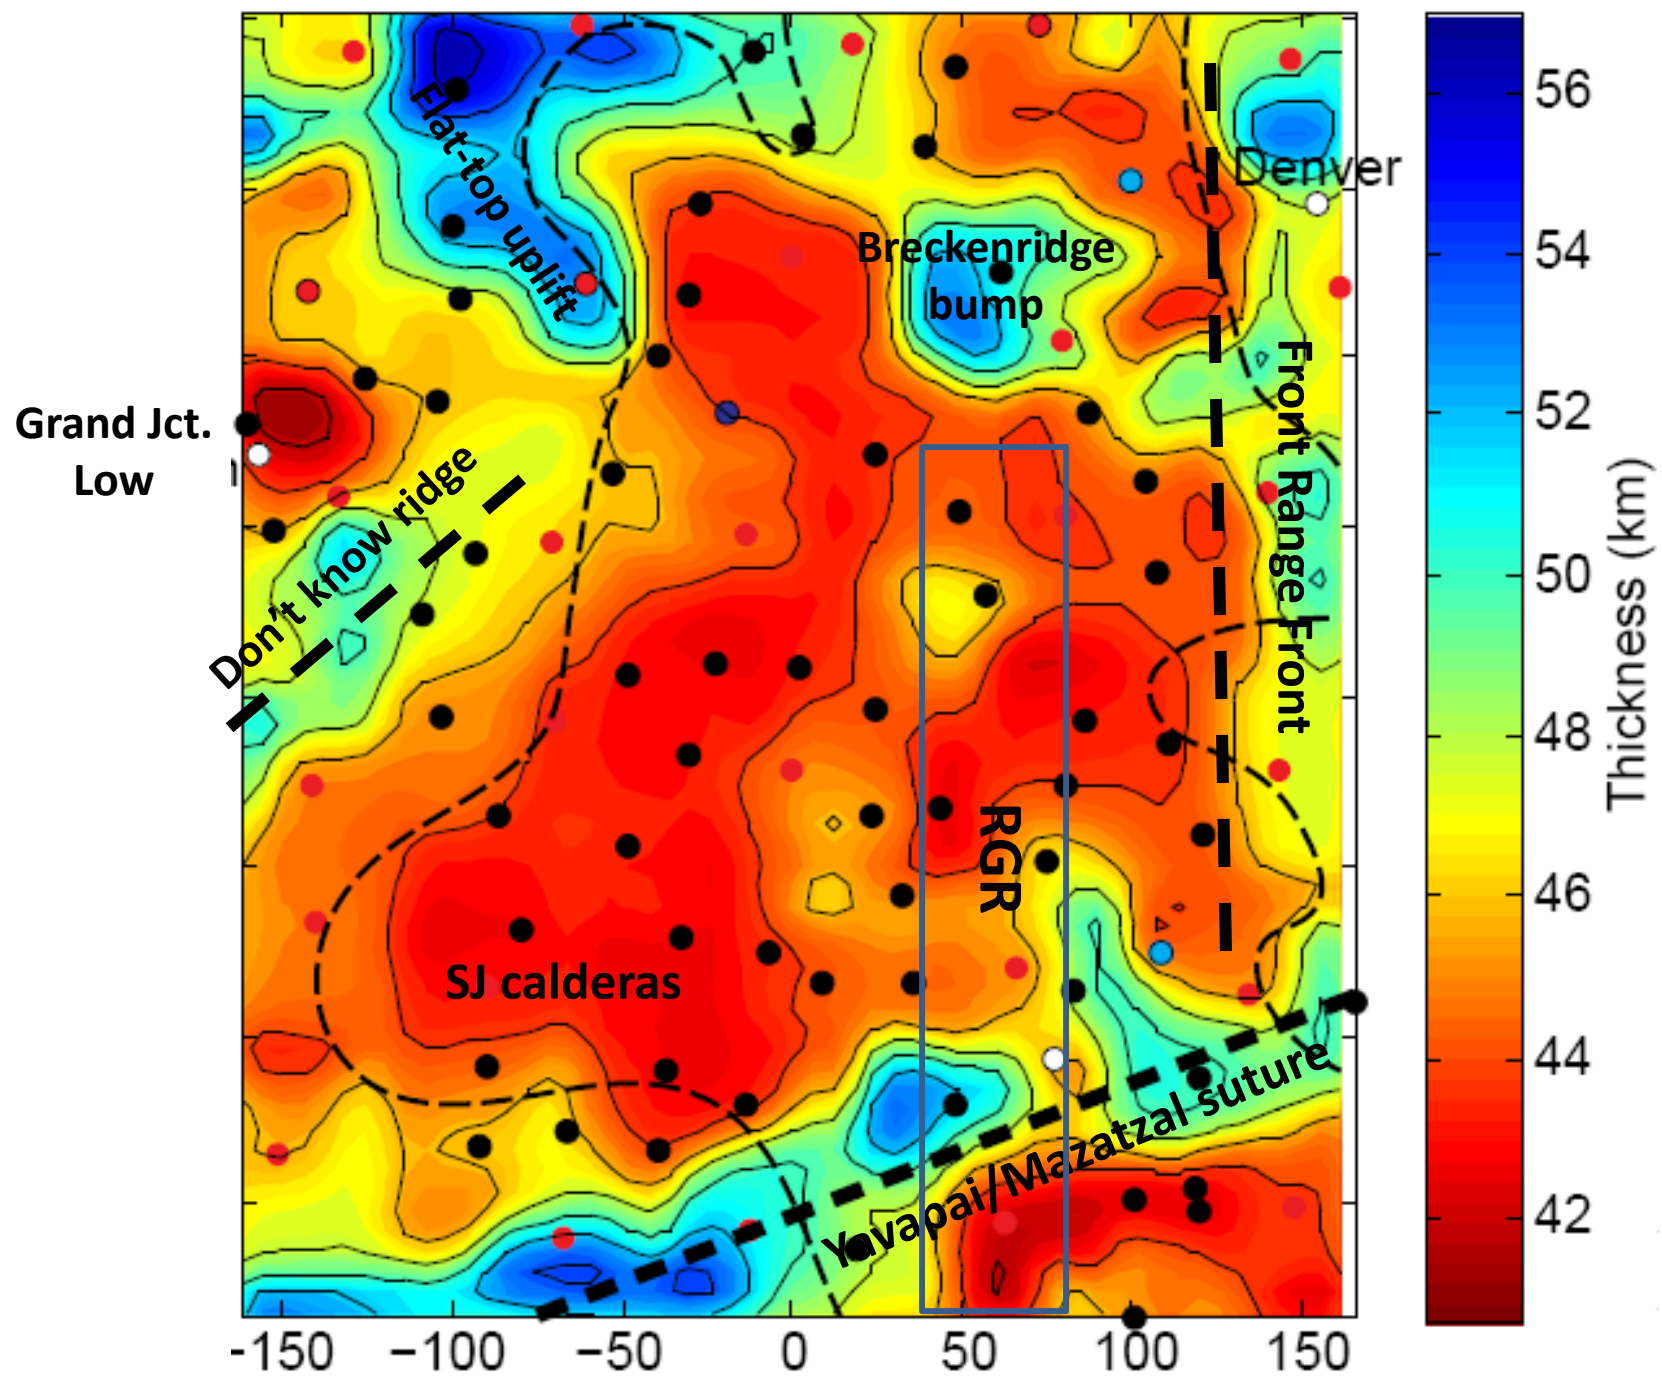 Flat-top uplift
Denver
Breckenridge
bump
Grand Jct.
Low
Don't know ridge
Front Range Front
RGR
SJ calderas
Yavapai/Mazatzal suture
-150
-100
-50
0
50
100
150
56
54
52
50
48
46
44
42
Thickness (km)